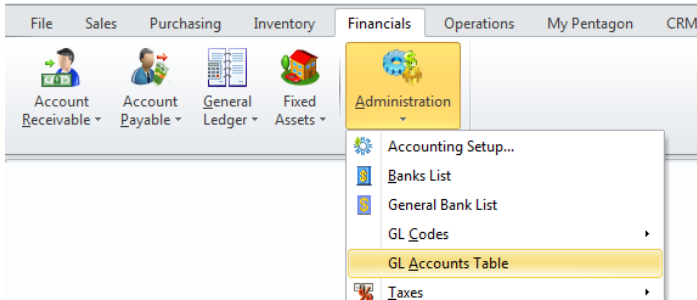 File Sales Purchasing Inventory Financials Operations My Pentagon CRM
Account Receivable
Account Payable
General Ledger
Fixed Assets
Administration
Accounting Setup...
Banks List
General Bank List
GL Codes
GL Accounts Table
Taxes